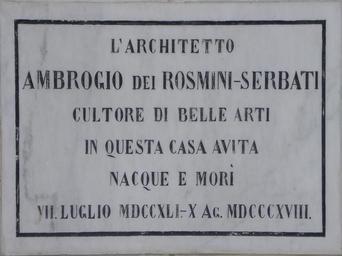 L'ARCHITETTO
AMBROGIO DEI ROSMINI-SERBATI
CULTORE DI BELLE ARTI
IN QUESTA CASA AVITA
NACQUE E MORÌ
VII. LUGLIO MDCCXLI.-X AG. MDCCCXVIII.